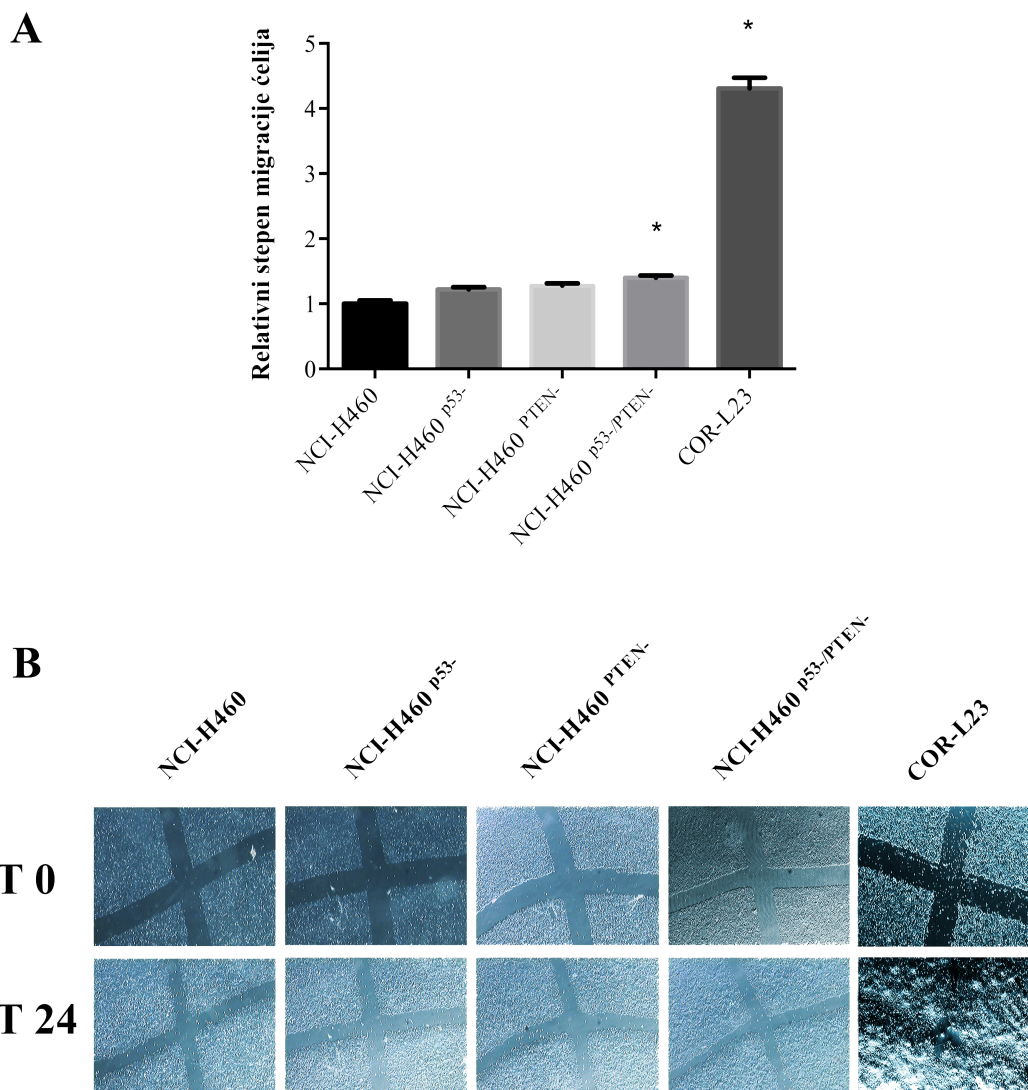 A
Relativni stepen migracije ćelija
5
4
3
2
1
0
*
*
NCI-H460
NCI-H460 p53-
NCI-H460 PTEN-
NCI-H460 p53-/PTEN-
COR-L23
B
NCI-H460
NCI-H460 p53-
NCI-H460 PTEN-
NCI-H460 p53-/PTEN-
COR-L23
T 0
T 24